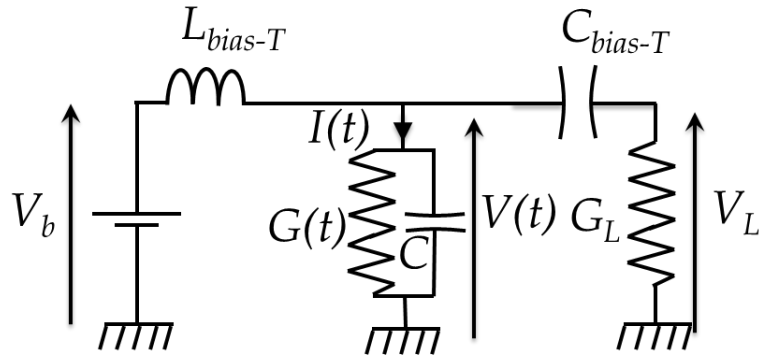 L_bias-T
C_bias-T
I(t)
V_b
G(t)
C
V(t)
G_L
V_L